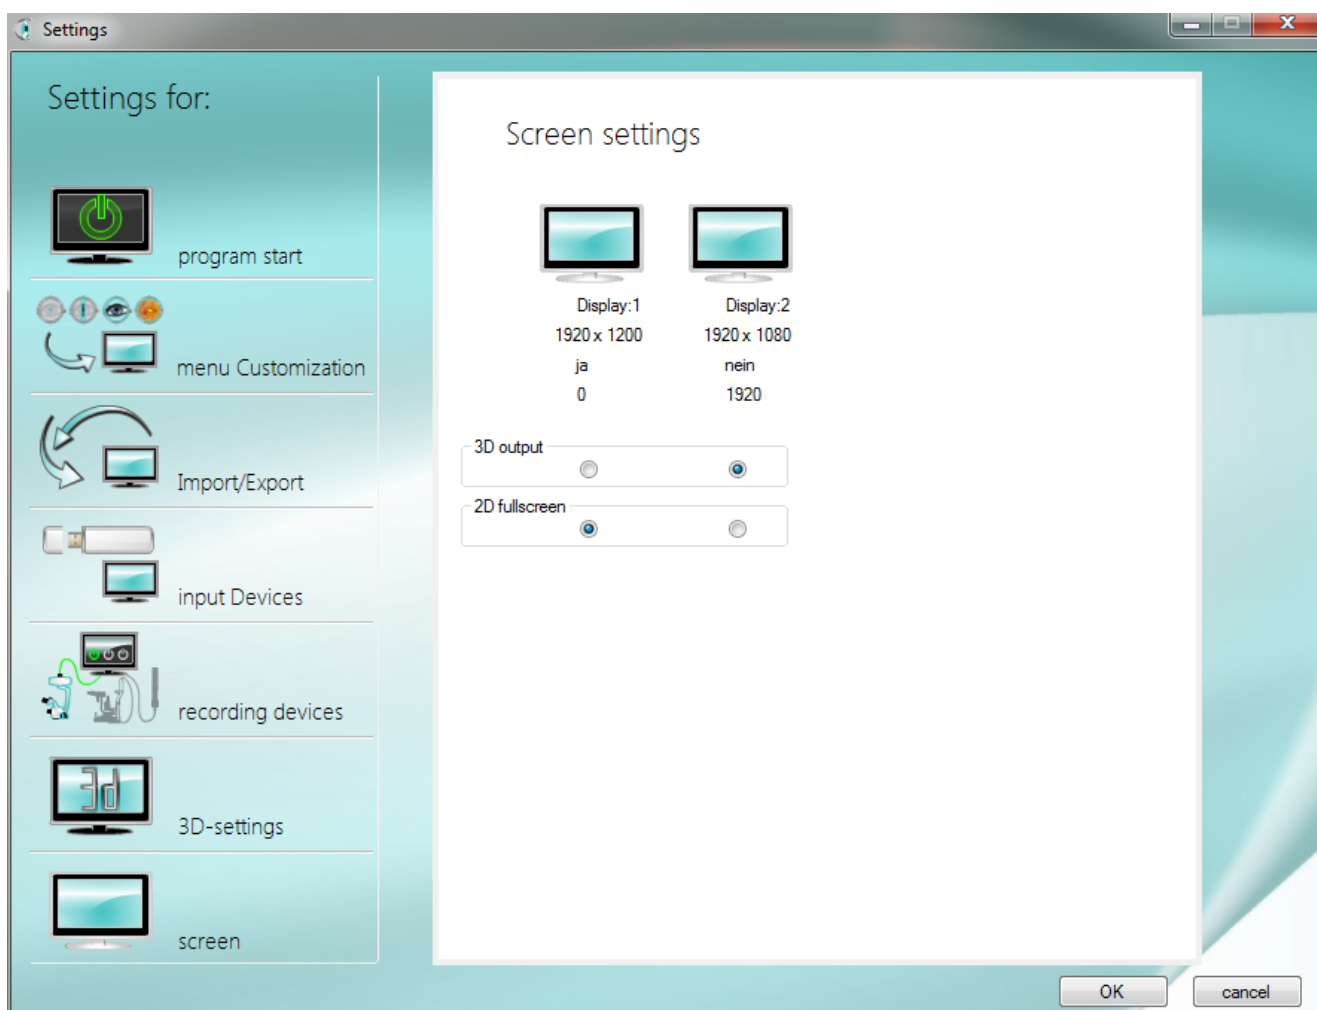 Settings
Settings for:
program start
menu Customization
Import/Export
input Devices
recording devices
3d
3D-settings
screen
Screen settings
Display:1 Display:2
1920 x 1200 1920 x 1080
ja nein
0 1920
3D output
2D fullscreen
OK cancel